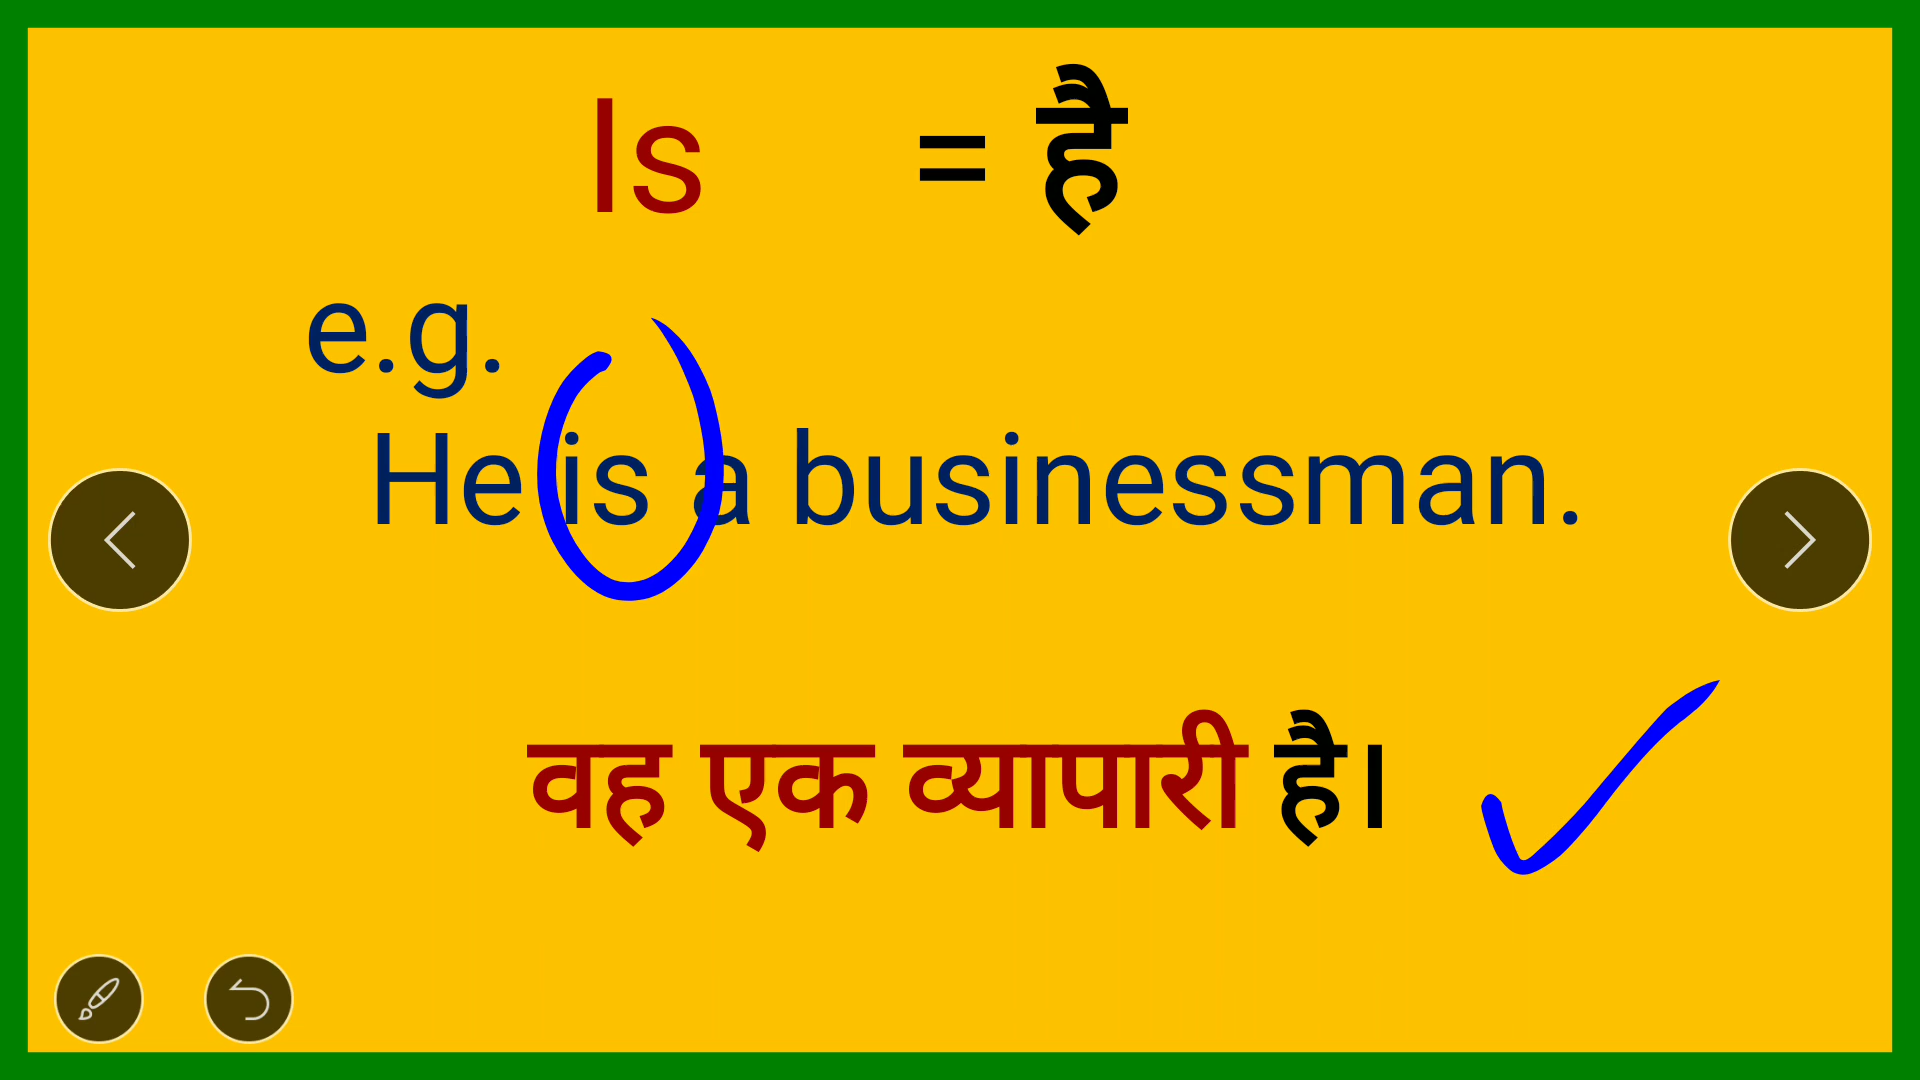 Is = है
e.g.
He is a businessman.
वह एक व्यापारी है।